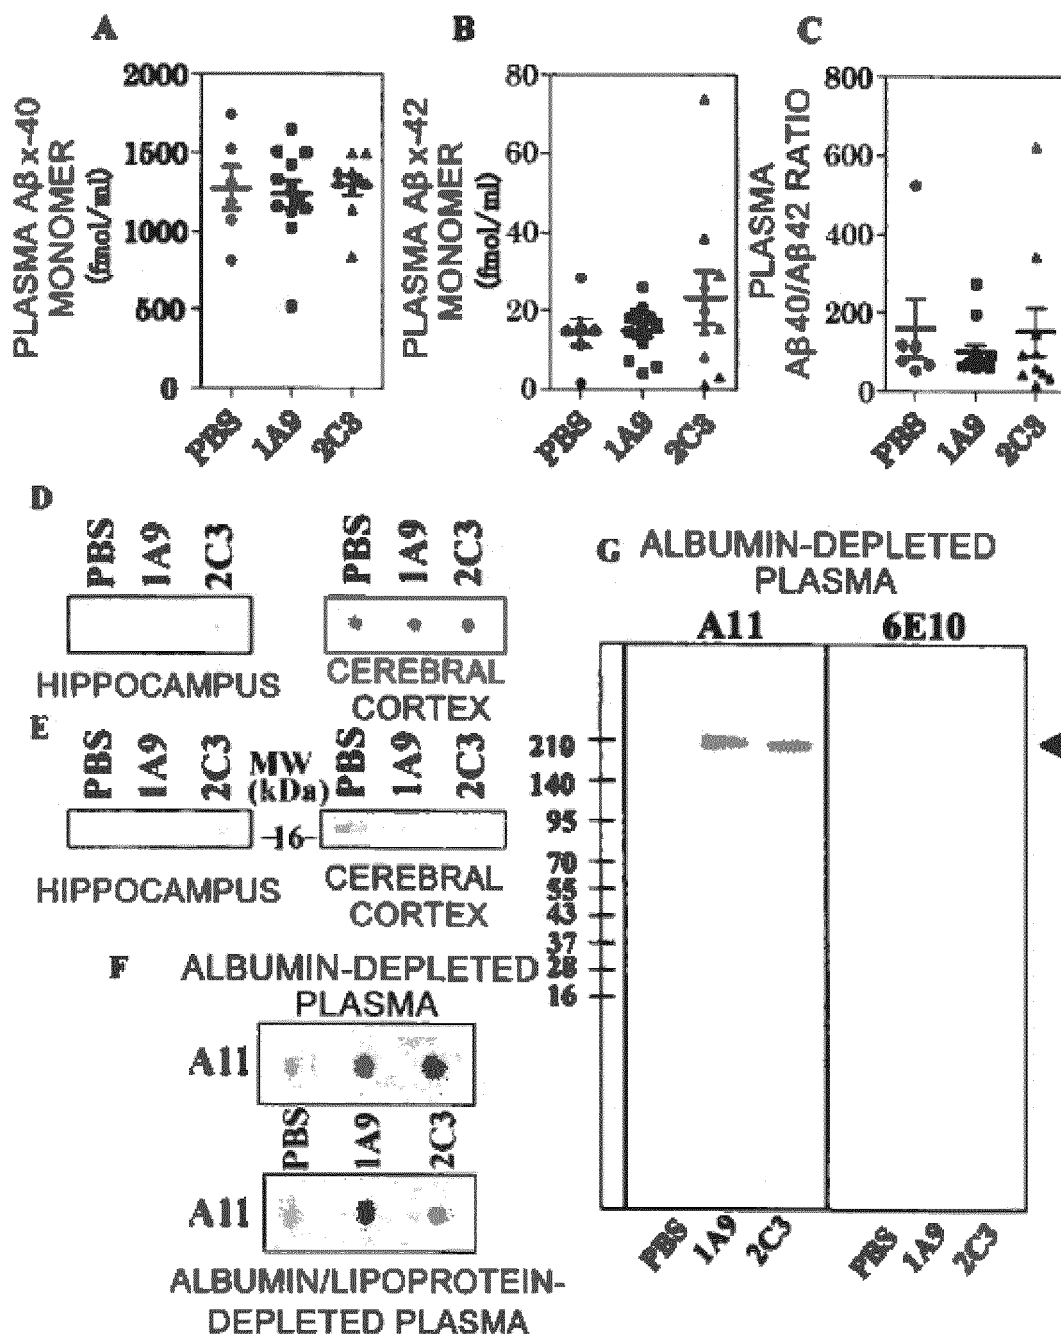 A
PLASMA Aβ x-40
MONOMER
(fmol/ml)
2000
1500
1000
500
0
PBS
1A9
2C3
B
PLASMA Aβ x-42
MONOMER
(fmol/ml)
80
60
40
20
0
PBS
1A9
2C3
C
PLASMA
Aβ40/Aβ42 RATIO
800
600
400
200
0
PBS
1A9
2C3
D
PBS
1A9
2C3
HIPPOCAMPUS
PBS
1A9
2C3
CEREBRAL
CORTEX
E
PBS
1A9
2C3
HIPPOCAMPUS
MW
(kDa)
16
PBS
1A9
2C3
CEREBRAL
CORTEX
F
ALBUMIN-DEPLETED
PLASMA
A11
PBS
1A9
2C3
A11
ALBUMIN/LIPOPROTEIN-
DEPLETED PLASMA
G
ALBUMIN-DEPLETED
PLASMA
A11
6E10
210
140
95
70
55
43
37
28
16
PBS
1A9
2C3
PBS
1A9
2C3